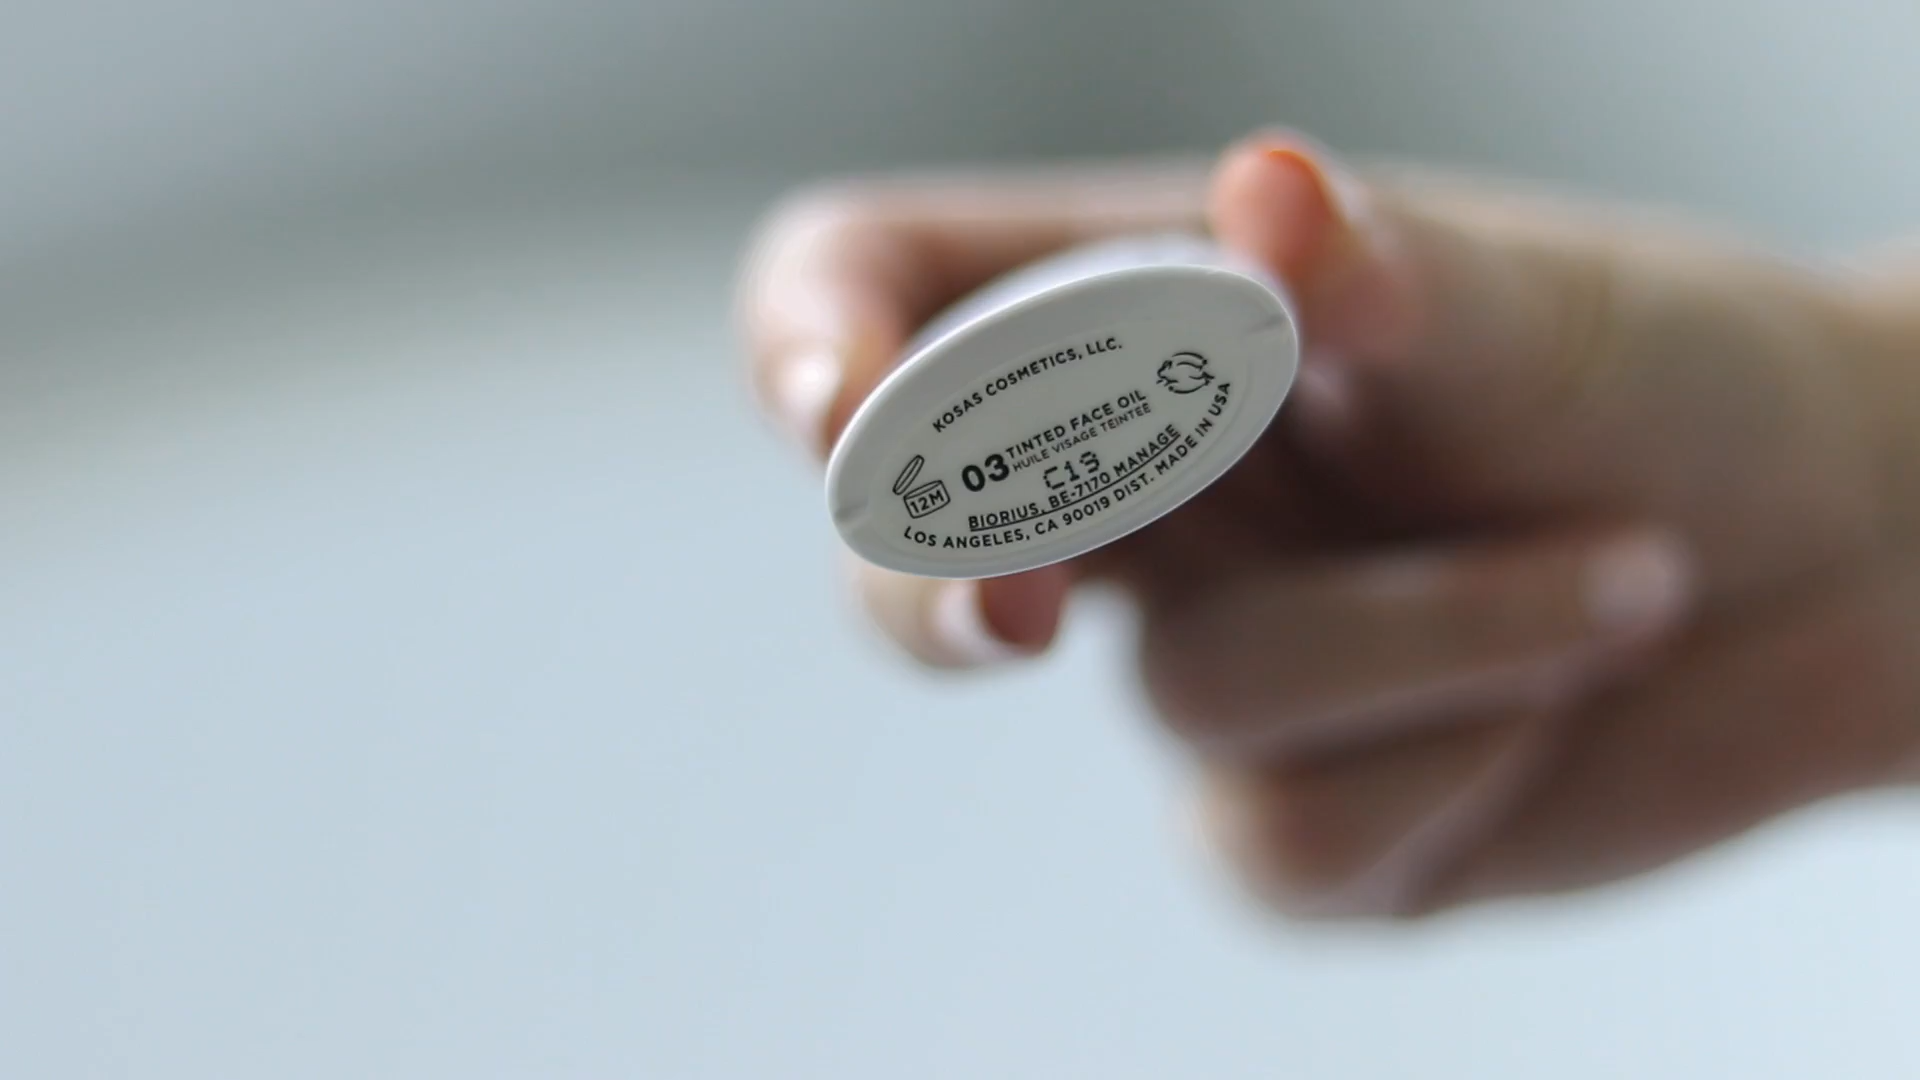 KOSAS COSMETICS, LLC.
03 TINTED FACE OIL
HUILE VISAGE TEINTÉE
C19
12M
BIORIUS, BE-7170 MANAGE
LOS ANGELES, CA 90019 DIST. MADE IN USA